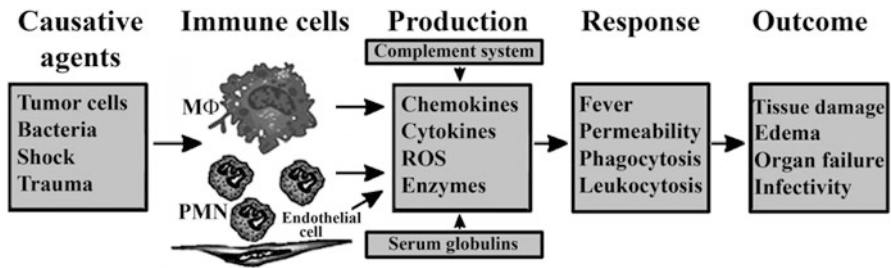 Causative
agents
Immune cells
Production
Response
Outcome
Complement system
Tumor cells
Bacteria
Shock
Trauma
MΦ
PMN
Endothelial
cell
Chemokines
Cytokines
ROS
Enzymes
Serum globulins
Fever
Permeability
Phagocytosis
Leukocytosis
Tissue damage
Edema
Organ failure
Infectivity